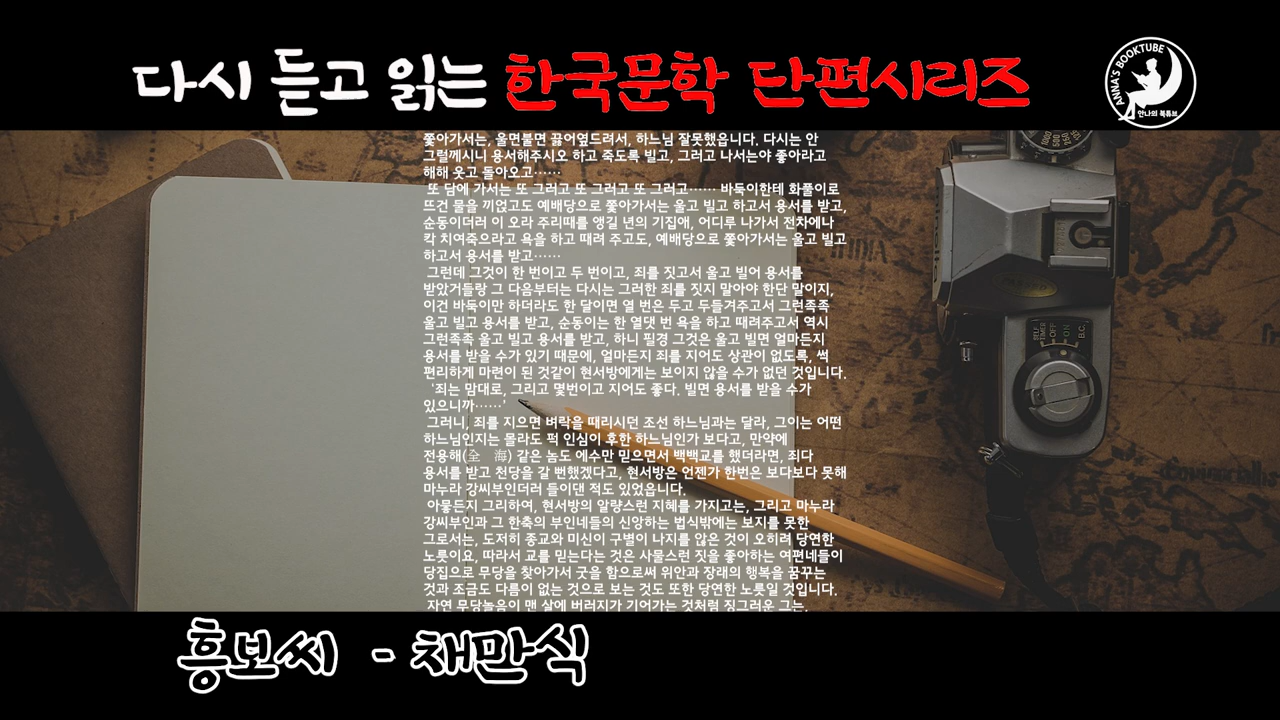 다시 듣고 읽는 한국문학 단편시리즈
ANNA'S BOOKTUBE
안나의 북튜브
쫓아가서는, 울면불면 끓어옆드려서, 하느님 잘못했읍니다. 다시는 안
그럴께시니 용서해주시오 하고 죽도록 빌고, 그러고 나서는야 좋아라고
해해 웃고 돌아오고……
또 담에 가서는 또 그러고 또 그러고 또 그러고…… 바둑이한테 화풀이로
뜨건 물을 끼얹고도 예배당으로 쫓아가서는 울고 빌고 하고서 용서를 받고,
순동이더러 이 오라 주리때를 앵길 년의 기집애, 어디루 나가서 전차에나
칵 치여죽으라고 욕을 하고 때려 주고도, 예배당으로 쫓아가서는 울고 빌고
하고서 용서를 받고……
그런데 그것이 한 번이고 두 번이고, 죄를 짓고서 울고 빌어 용서를
받았거들랑 그 다음부터는 다시는 그러한 죄를 짓지 말아야 한단 말이지,
이건 바둑이만 하더라도 한 달이면 열 번은 두고 두들겨주고서 그런족족
울고 빌고 용서를 받고, 순동이는 한 열댓 번 욕을 하고 때려주고서 역시
그런족족 울고 빌고 용서를 받고, 하니 필경 그것은 울고 빌면 얼마든지
용서를 받을 수가 있기 때문에, 얼마든지 죄를 지어도 상관이 없도록, 썩
편리하게 마련이 된 것같이 현서방에게는 보이지 않을 수가 없던 것입니다.
'죄는 맘대로, 그리고 몇번이고 지어도 좋다. 빌면 용서를 받을 수가
있으니까……'
그러니, 죄를 지으면 벼락을 때리시던 조선 하느님과는 달라, 그이는 어떤
하느님인지는 몰라도 퍽 인심이 후한 하느님인가 보다고, 만약에
전용해(全 海) 같은 놈도 에수만 믿으면서 백백교를 했더라면, 죄다
용서를 받고 천당을 갈 뻔했겠다고, 현서방은 언젠가 한번은 보다보다 못해
마누라 강씨부인더러 들이댄 적도 있었읍니다.
아뭏든지 그리하여, 현서방의 알량스런 지혜를 가지고는, 그리고 마누라
강씨부인과 그 한축의 부인네들의 신앙하는 법식밖에는 보지를 못한
그로서는, 도저히 종교와 미신이 구별이 나지를 않은 것이 오히려 당연한
노릇이요, 따라서 교를 믿는다는 것은 사물스런 짓을 좋아하는 여편네들이
당집으로 무당을 찾아가서 굿을 함으로써 위안과 장래의 행복을 꿈꾸는
것과 조금도 다름이 없는 것으로 보는 것도 또한 당연한 노릇일 것입니다.
자연 무당놀음이 맨 살에 버러지가 기어가는 것처럼 징그러운 그는,
흥보씨 - 채만식